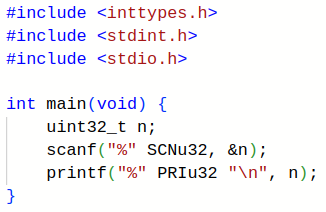 #include <inttypes.h>
#include <stdint.h>
#include <stdio.h>

int main(void) {
    uint32_t n;
    scanf("%" SCNu32, &n);
    printf("%" PRIu32 "\n", n);
}